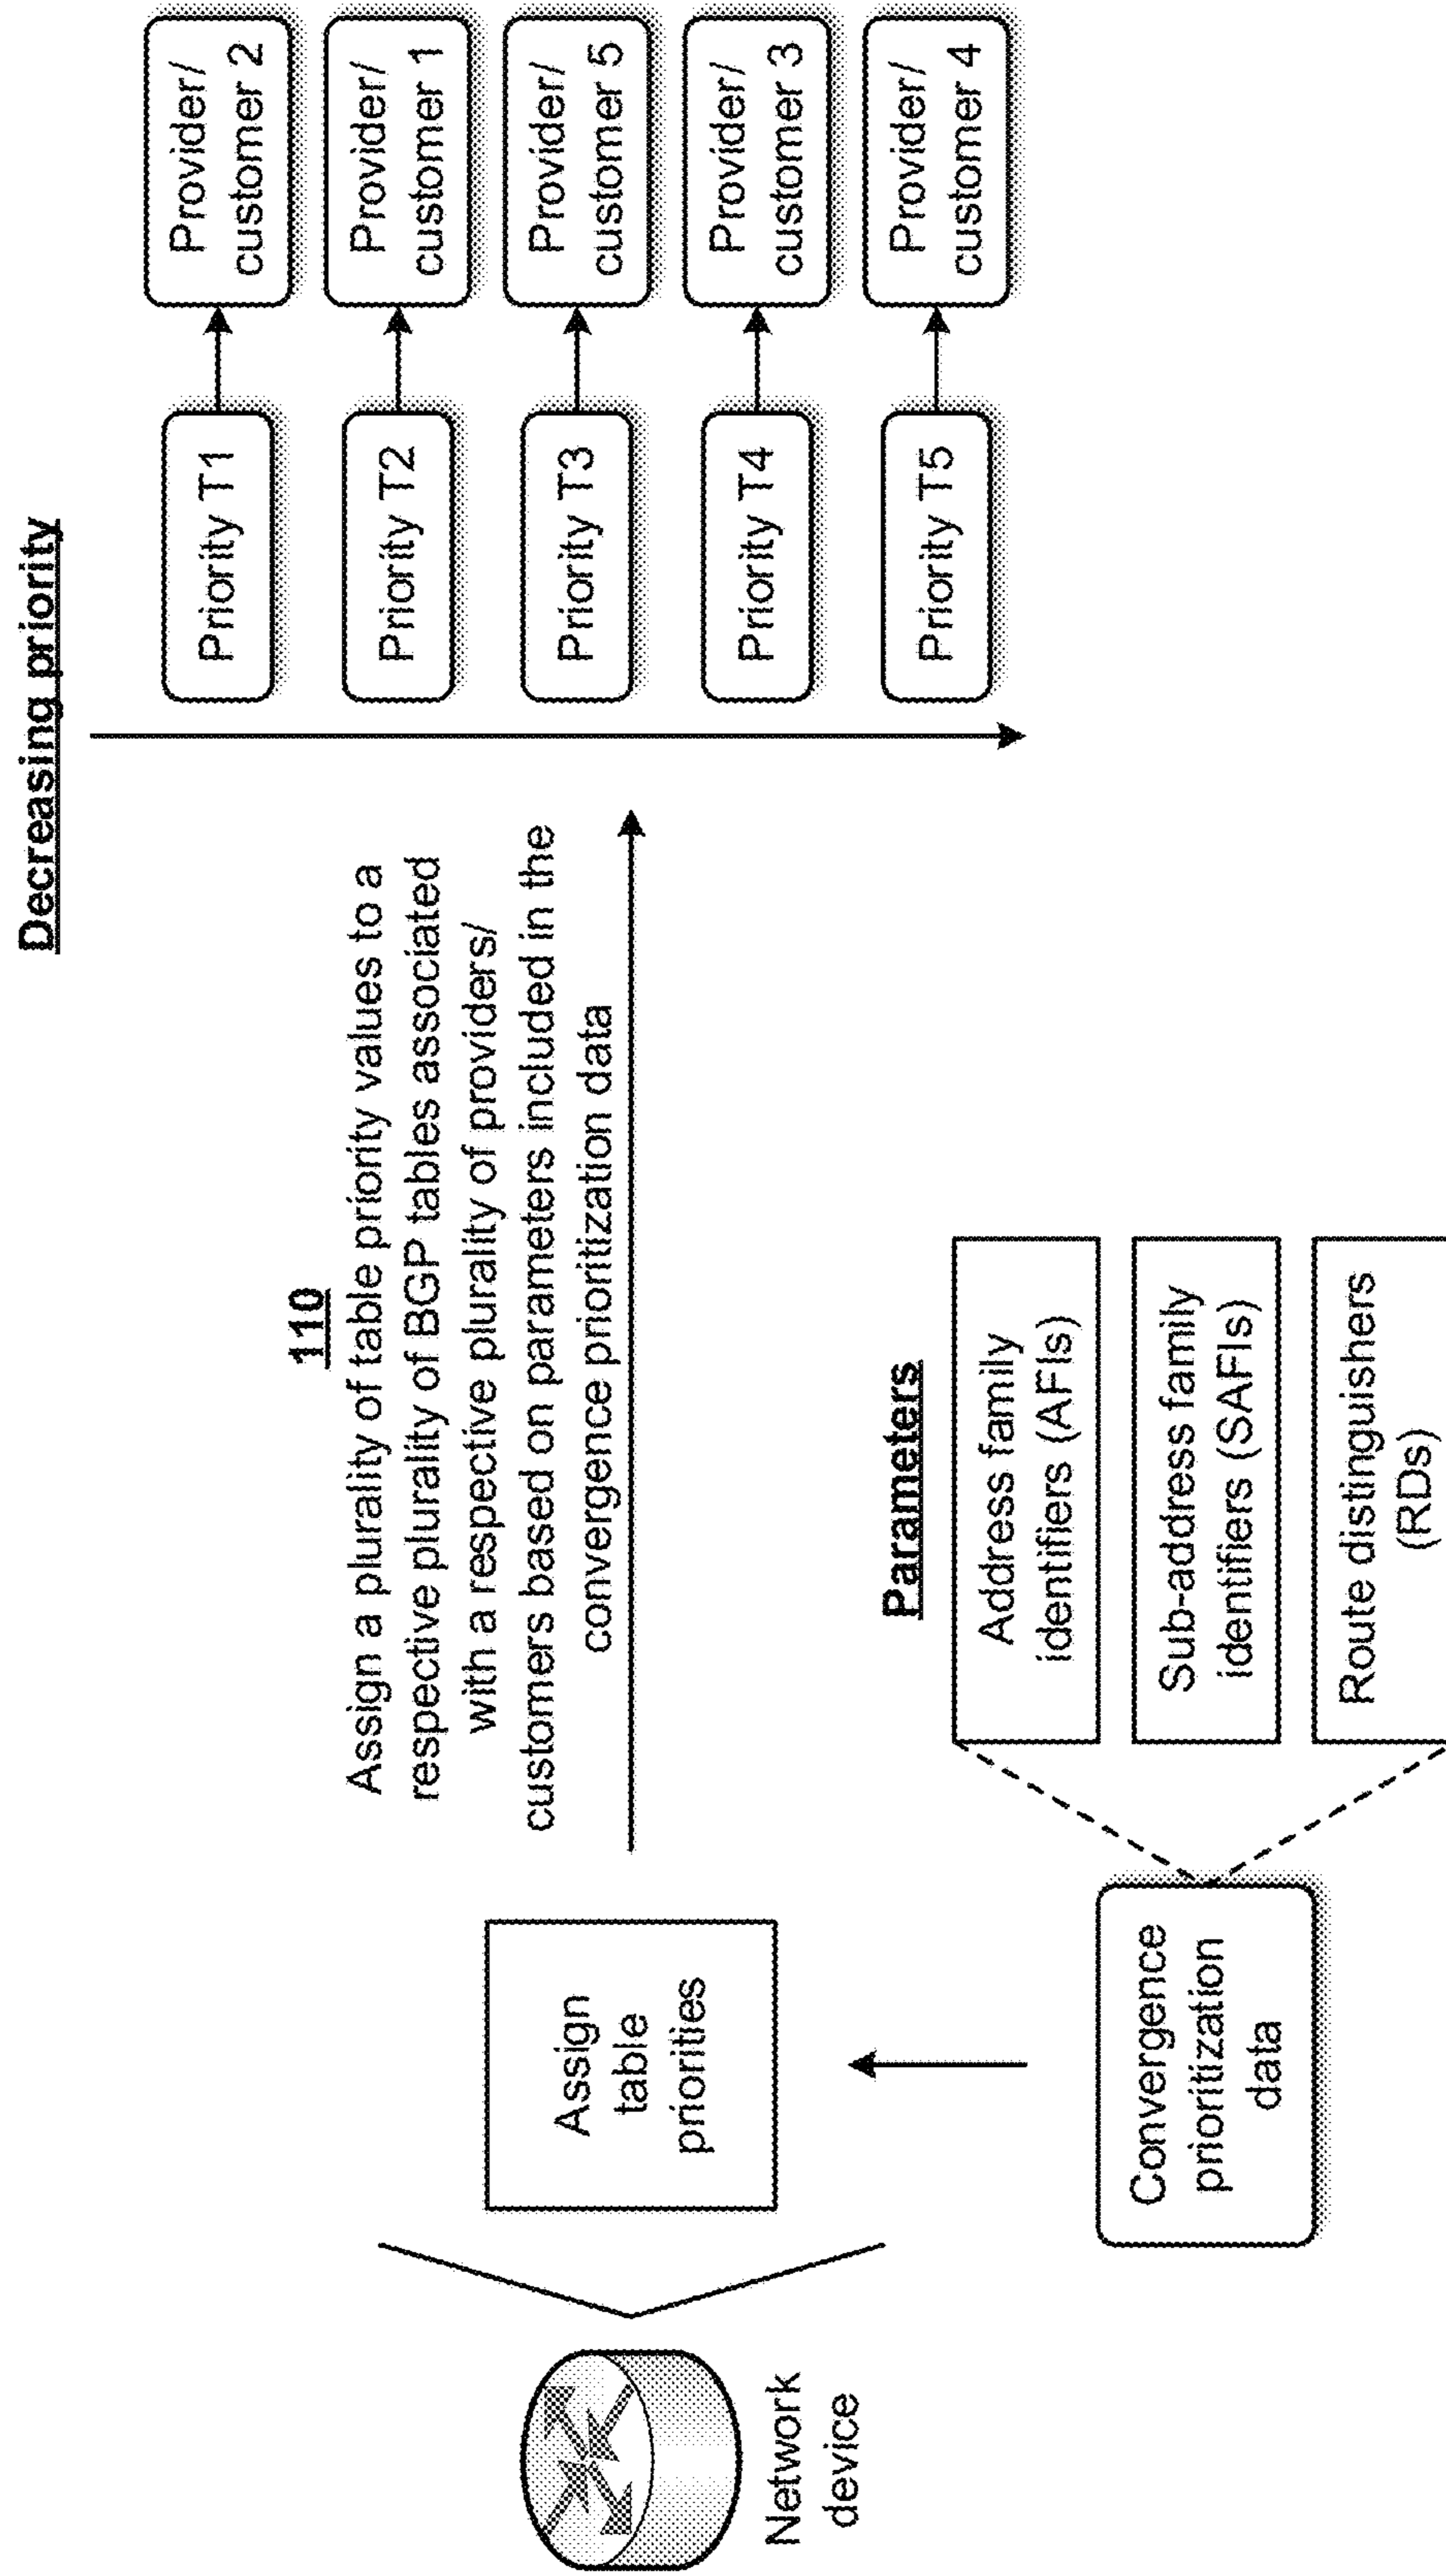 110
Assign a plurality of table priority values to a
respective plurality of BGP tables associated
with a respective plurality of providers/
customers based on parameters included in the
convergence prioritization data
Network
device
Assign
table
priorities
Convergence
prioritization
data
Parameters
Address family
identifiers (AFIs)
Sub-address family
identifiers (SAFIs)
Route distinguishers
(RDs)
Decreasing priority
Priority T1
Provider/
customer 2
Priority T2
Provider/
customer 1
Priority T3
Provider/
customer 5
Priority T4
Provider/
customer 3
Priority T5
Provider/
customer 4